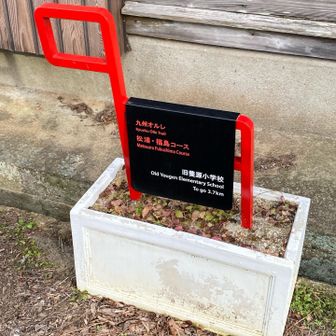 九州オルレ
Kyushu Olle Trail
松浦・福島コース
Matsuura Fukushima Course
旧養源小学校
Old Yougen Elementary School
To go 3.7km